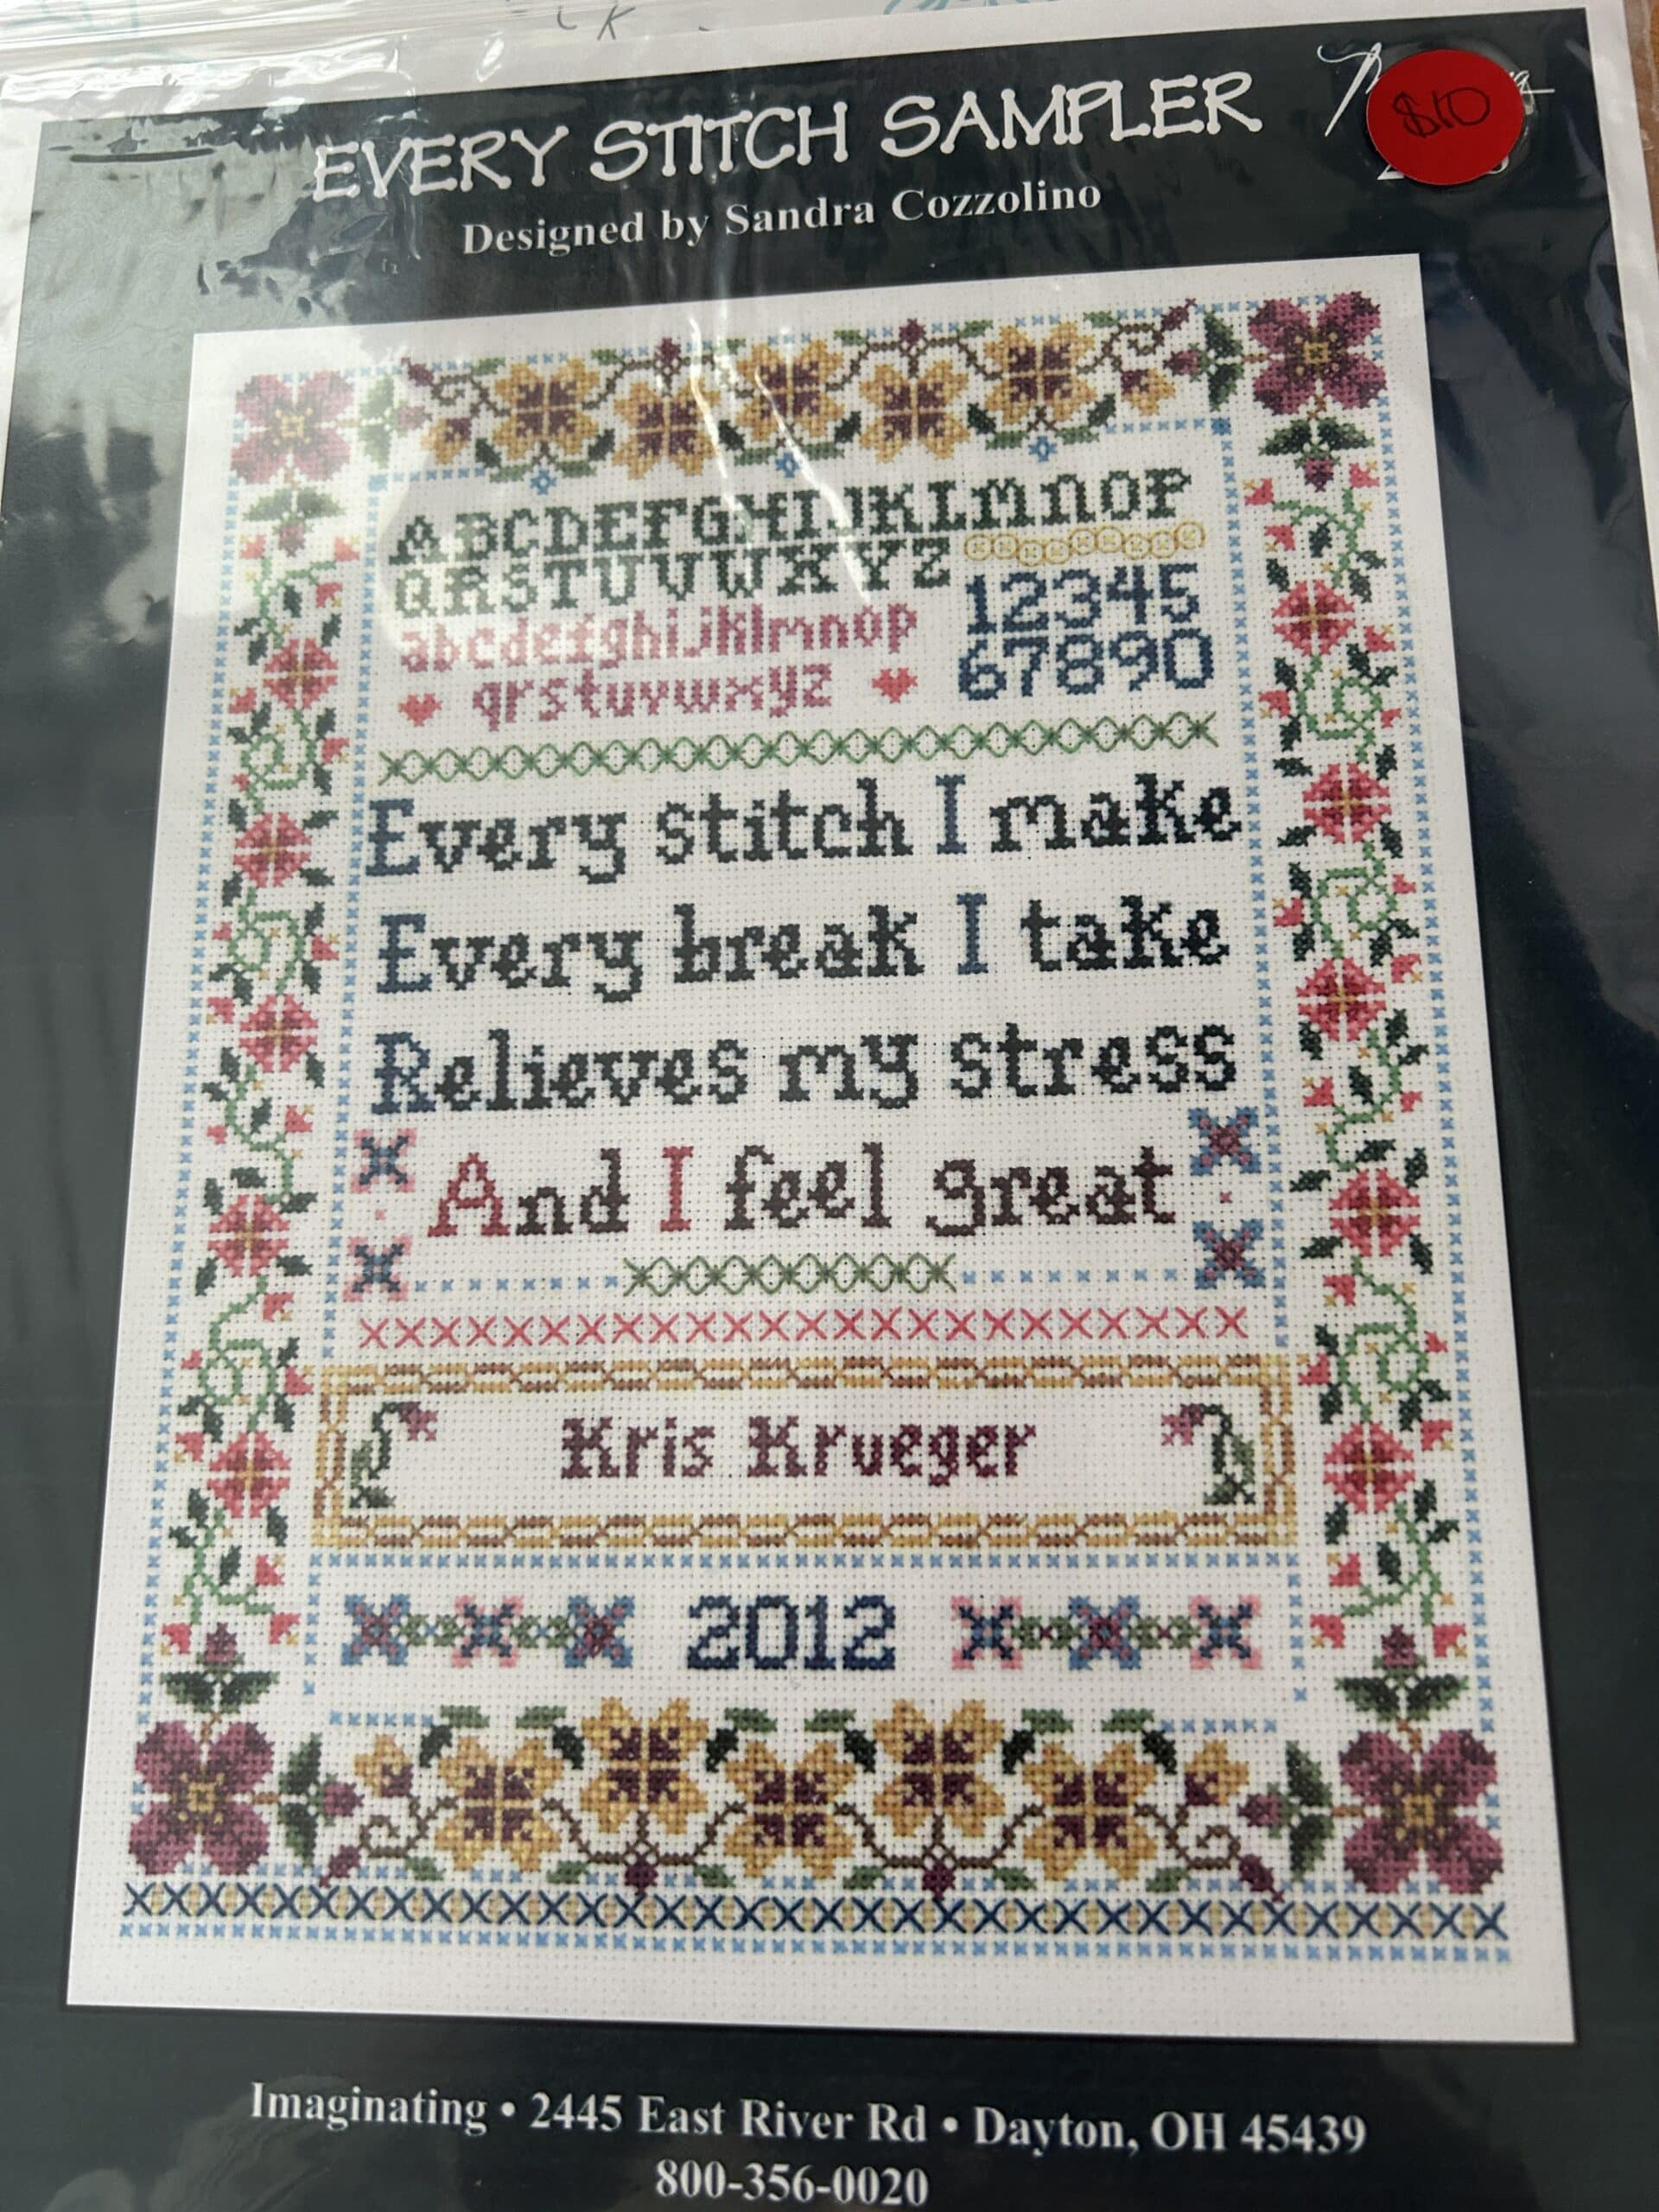 EVERY STITCH SAMPLER
$10
Designed by Sandra Cozzolino
ABCDEFGHIJKLmnOP
QRSTUVWXYZ
abcdefghijklmnop
qrstuvwxyz
12345
67890
Every stitch I make
Every break I take
Relieves my stress
And I feel great
Kris Krueger
2012
Imaginating • 2445 East River Rd • Dayton, OH 45439
800-356-0020